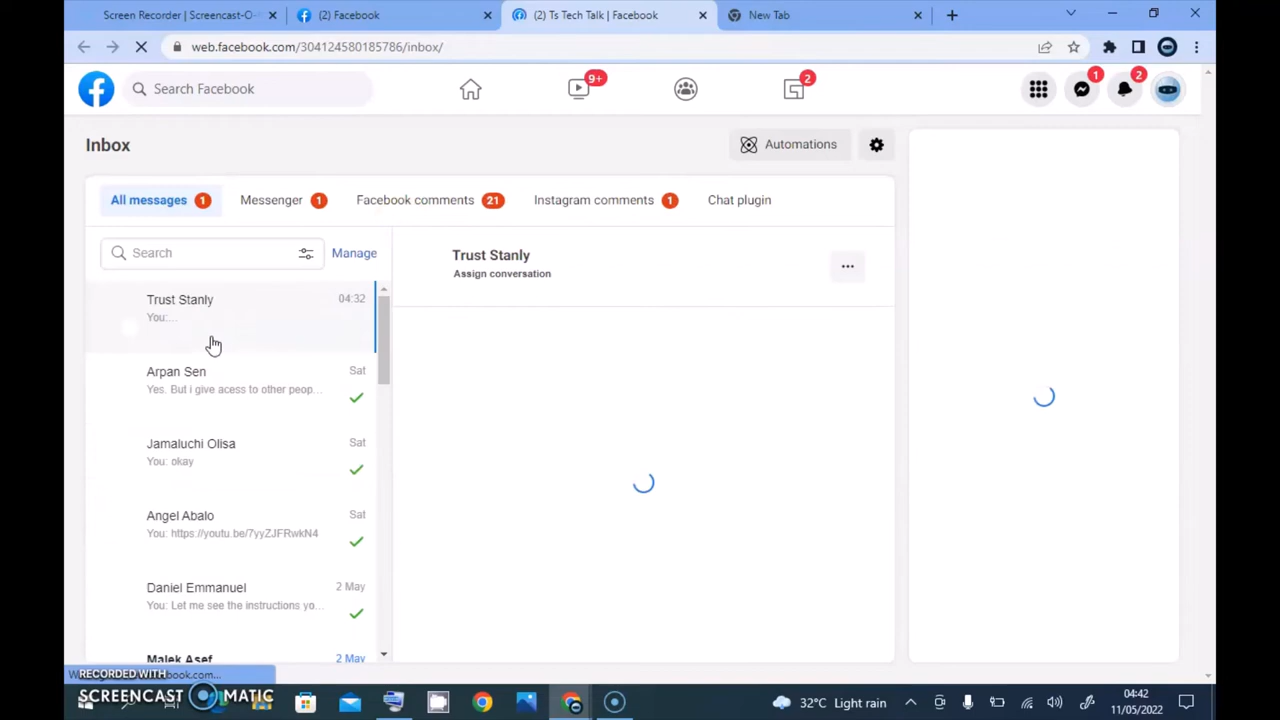 Screen Recorder | Screencast-O-M
(2) Facebook
(2) Ts Tech Talk | Facebook
New Tab
web.facebook.com/304124580185786/inbox/
Search Facebook
9+
2
1
2
Inbox
Automations
All messages 1
Messenger 1
Facebook comments 21
Instagram comments 1
Chat plugin
Search
Manage
Trust Stanly 04:32
You:...
Trust Stanly
Assign conversation
Arpan Sen Sat
Yes. But i give acess to other peop...
Jamaluchi Olisa Sat
You: okay
Angel Abalo Sat
You: https://youtu.be/7yyZJFRwkN4
Daniel Emmanuel 2 May
You: Let me see the instructions yo...
Malek Asef 2 May
RECORDED WITH
SCREENCAST MATIC
32°C Light rain
04:42
11/05/2022